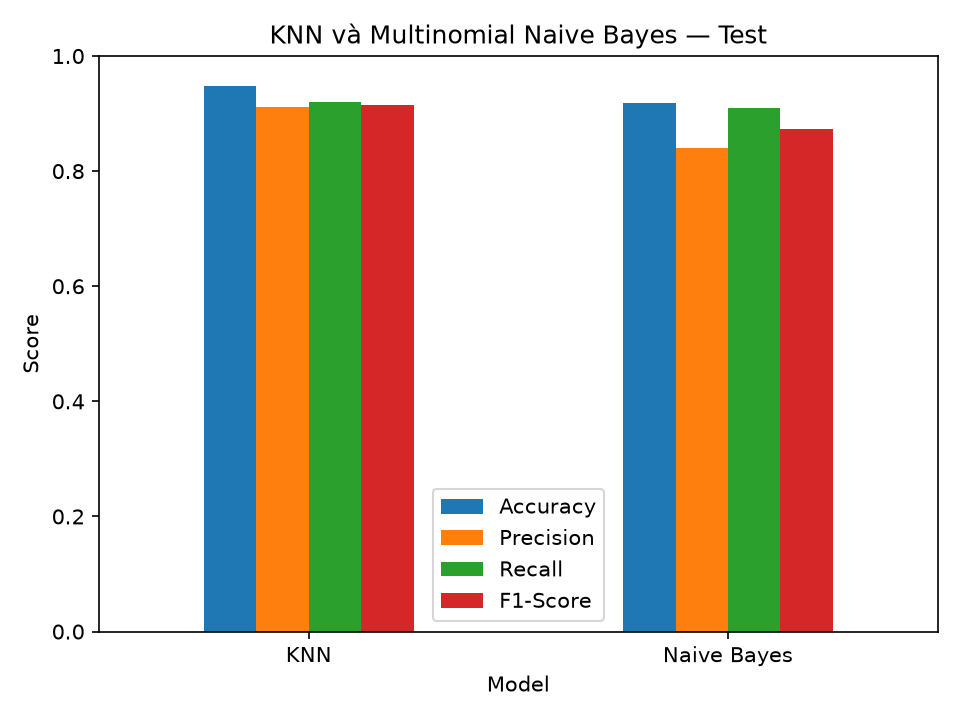 KNN và Multinomial Naive Bayes — Test
1.0
0.8
0.6
0.4
0.2
0.0
Score
Accuracy
Precision
Recall
F1-Score
KNN
Naive Bayes
Model